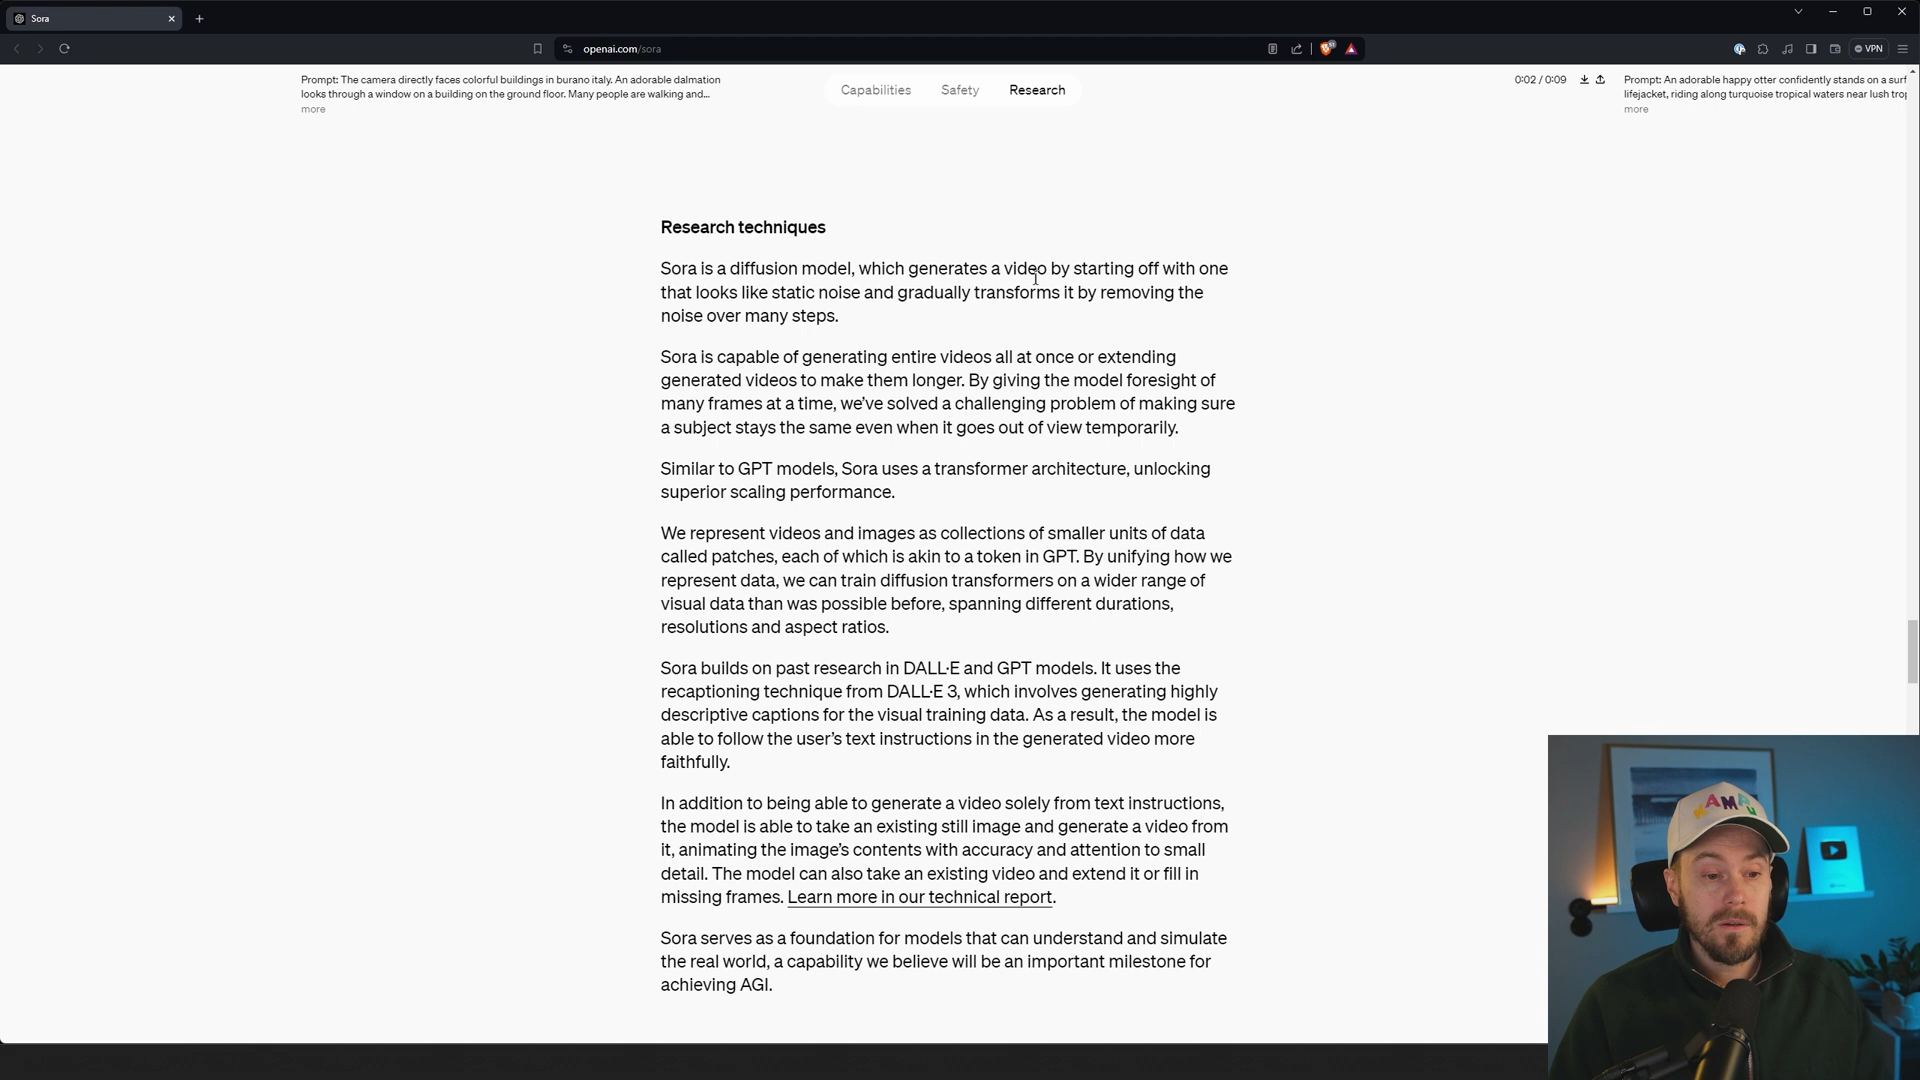 Sora
openai.com/sora
VPN
Prompt: The camera directly faces colorful buildings in burano italy. An adorable dalmation
looks through a window on a building on the ground floor. Many people are walking and...
more
Capabilities
Safety
Research
0:02 / 0:09
Prompt: An adorable happy otter confidently stands on a surf
lifejacket, riding along turquoise tropical waters near lush trop
more
Research techniques
Sora is a diffusion model, which generates a video by starting off with one
that looks like static noise and gradually transforms it by removing the
noise over many steps.
Sora is capable of generating entire videos all at once or extending
generated videos to make them longer. By giving the model foresight of
many frames at a time, we’ve solved a challenging problem of making sure
a subject stays the same even when it goes out of view temporarily.
Similar to GPT models, Sora uses a transformer architecture, unlocking
superior scaling performance.
We represent videos and images as collections of smaller units of data
called patches, each of which is akin to a token in GPT. By unifying how we
represent data, we can train diffusion transformers on a wider range of
visual data than was possible before, spanning different durations,
resolutions and aspect ratios.
Sora builds on past research in DALL·E and GPT models. It uses the
recaptioning technique from DALL·E 3, which involves generating highly
descriptive captions for the visual training data. As a result, the model is
able to follow the user’s text instructions in the generated video more
faithfully.
In addition to being able to generate a video solely from text instructions,
the model is able to take an existing still image and generate a video from
it, animating the image’s contents with accuracy and attention to small
detail. The model can also take an existing video and extend it or fill in
missing frames. Learn more in our technical report.
Sora serves as a foundation for models that can understand and simulate
the real world, a capability we believe will be an important milestone for
achieving AGI.